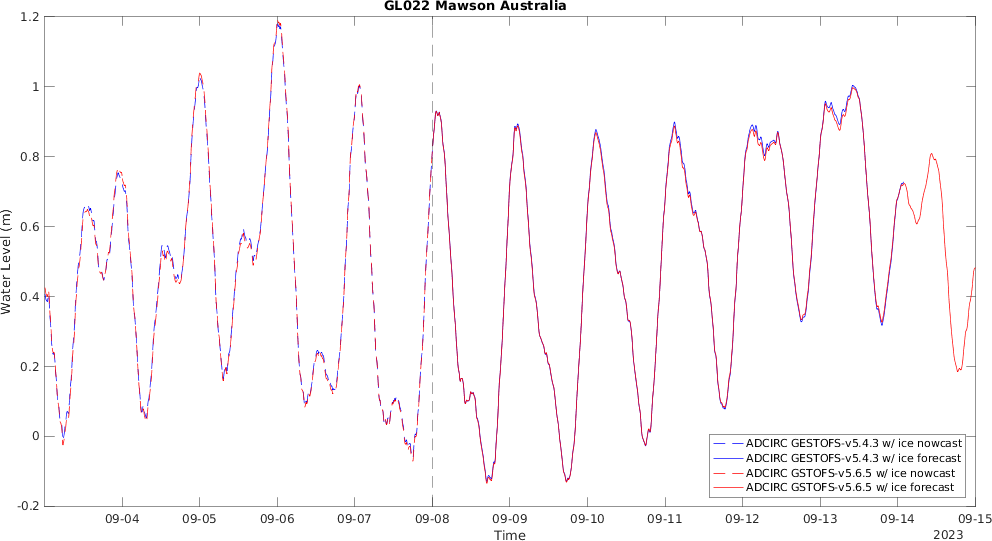 GL022 Mawson Australia
1.2
1
0.8
0.6
0.4
0.2
0
-0.2
Water Level (m)
09-04 09-05 09-06 09-07 09-08 09-09 09-10 09-11 09-12 09-13 09-14 09-15
Time
2023
ADCIRC GESTOFS-v5.4.3 w/ ice nowcast
ADCIRC GESTOFS-v5.4.3 w/ ice forecast
ADCIRC GSTOFS-v5.6.5 w/ ice nowcast
ADCIRC GSTOFS-v5.6.5 w/ ice forecast